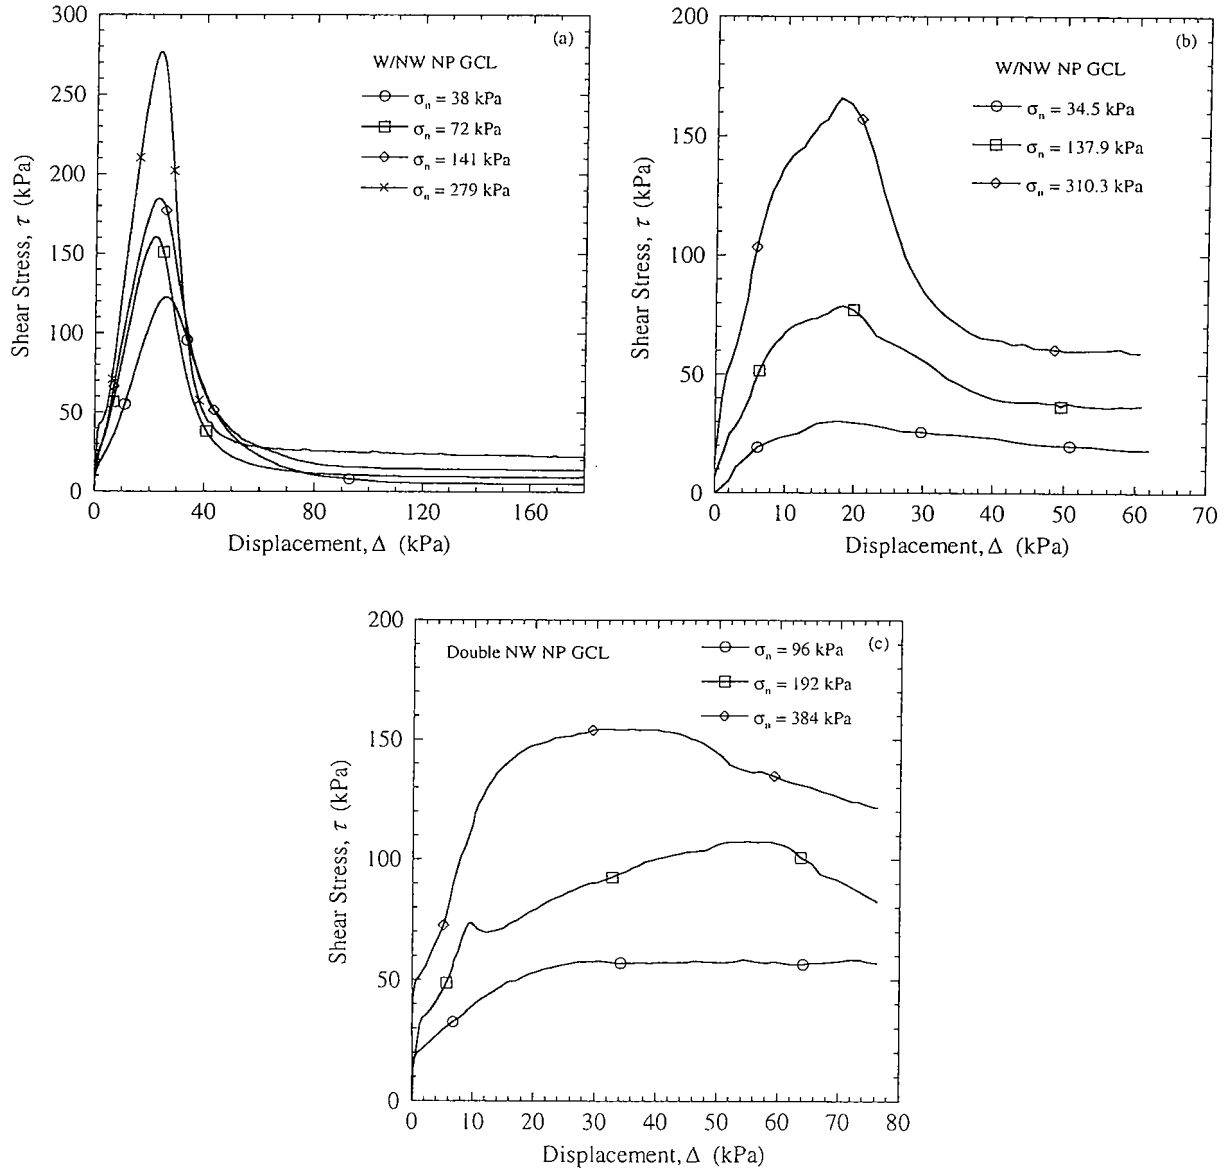 (a)
W/NW NP GCL
σn = 38 kPa
σn = 72 kPa
σn = 141 kPa
σn = 279 kPa
Shear Stress, τ (kPa)
300
250
200
150
100
50
0
0 40 80 120 160
Displacement, Δ (kPa)
(b)
W/NW NP GCL
σn = 34.5 kPa
σn = 137.9 kPa
σn = 310.3 kPa
Shear Stress, τ (kPa)
200
150
100
50
0
0 10 20 30 40 50 60 70
Displacement, Δ (kPa)
(c)
Double NW NP GCL
σn = 96 kPa
σn = 192 kPa
σn = 384 kPa
Shear Stress, τ (kPa)
200
150
100
50
0
0 10 20 30 40 50 60 70 80
Displacement, Δ (kPa)